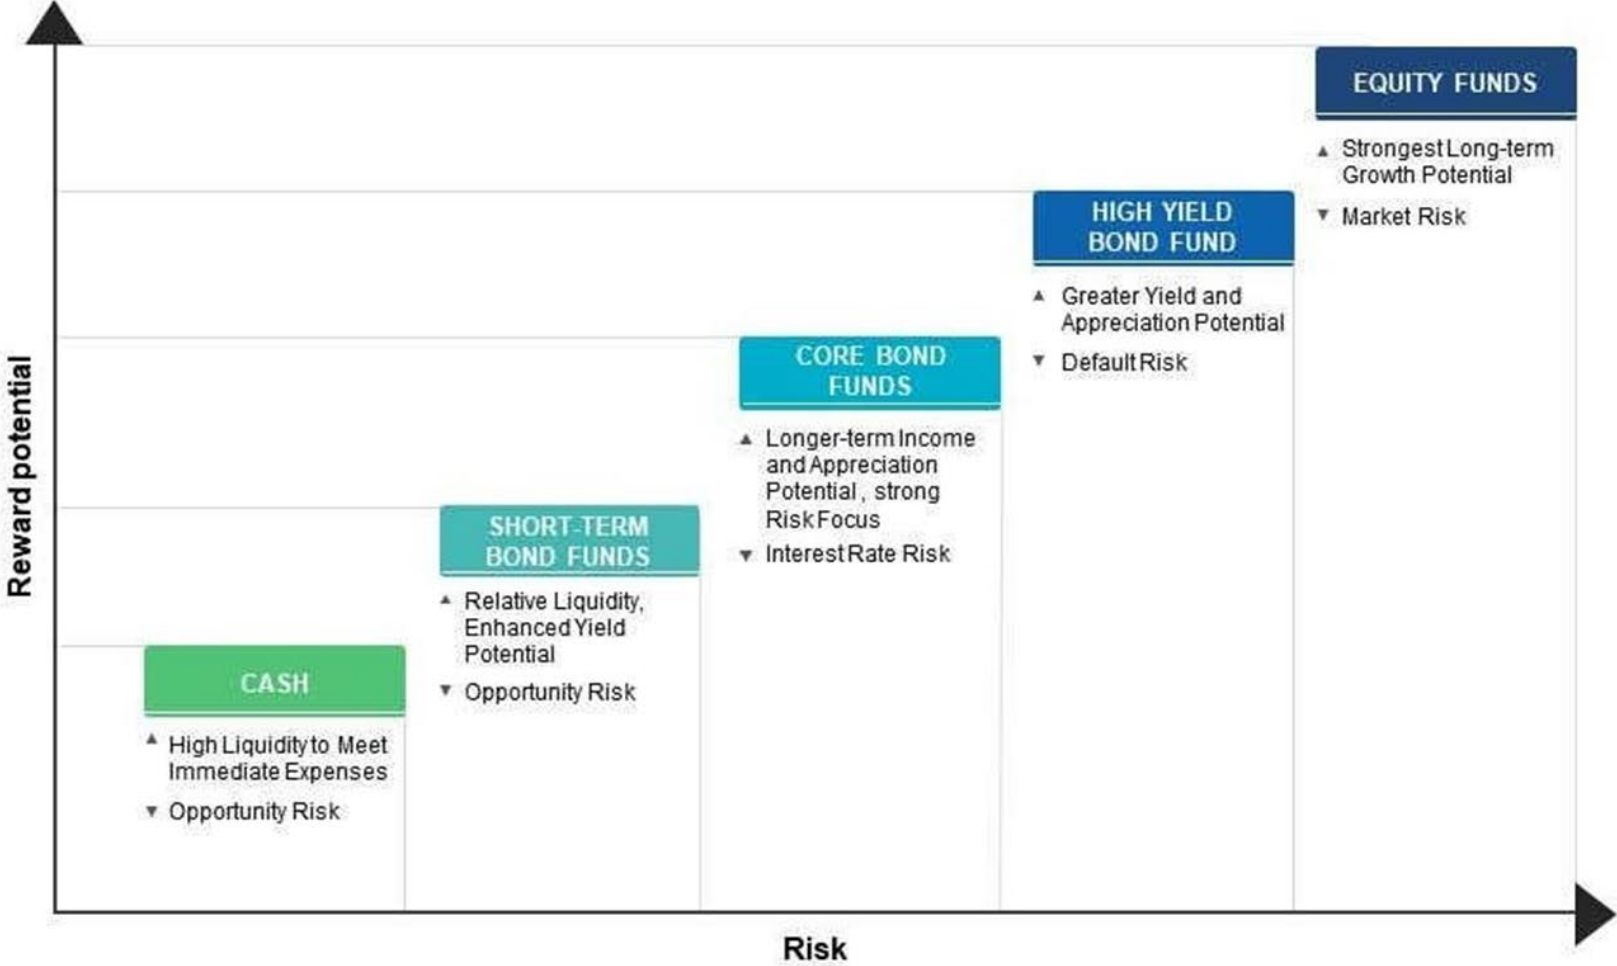 EQUITY FUNDS
▲ Strongest Long-term
Growth Potential
▼ Market Risk
HIGH YIELD
BOND FUND
▲ Greater Yield and
Appreciation Potential
▼ Default Risk
CORE BOND
FUNDS
▲ Longer-term Income
and Appreciation
Potential, strong
Risk Focus
▼ Interest Rate Risk
SHORT-TERM
BOND FUNDS
▲ Relative Liquidity,
Enhanced Yield
Potential
▼ Opportunity Risk
CASH
▲ High Liquidity to Meet
Immediate Expenses
▼ Opportunity Risk
Reward potential
Risk